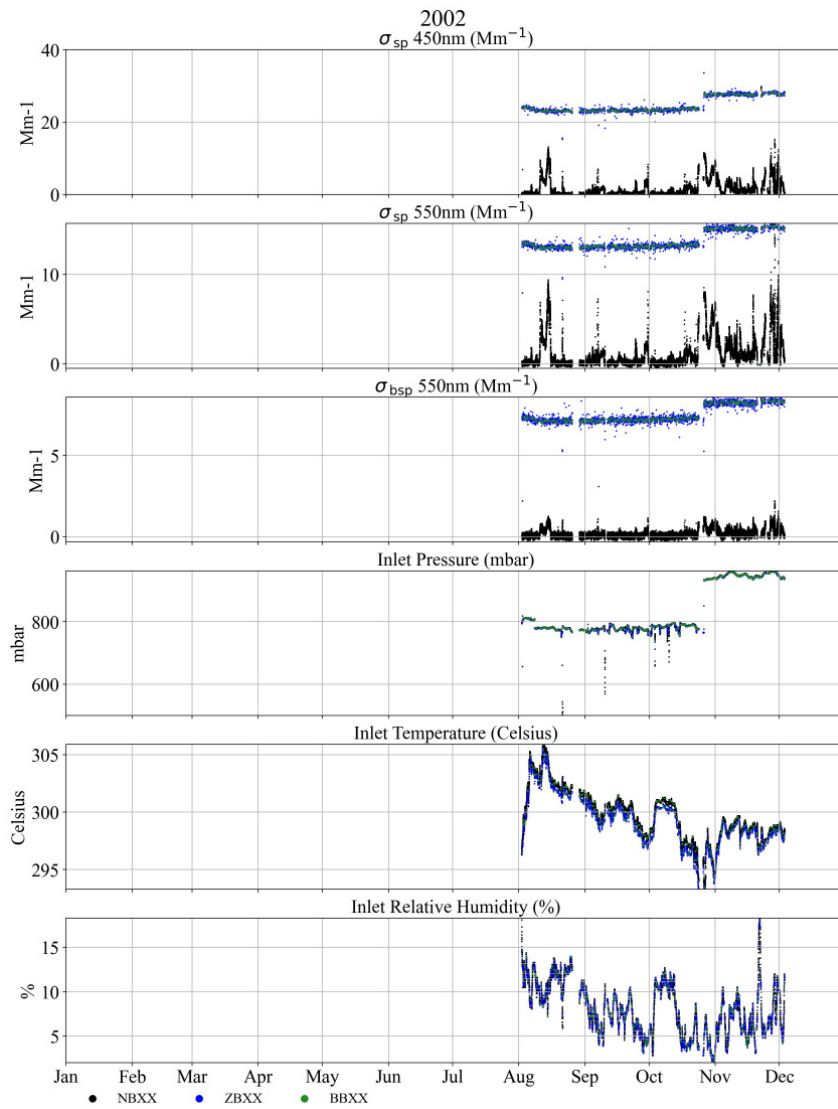 2002
σsp 450nm (Mm⁻¹)
40
20
0
Mm-1
σsp 550nm (Mm⁻¹)
10
0
Mm-1
σbsp 550nm (Mm⁻¹)
5
0
Mm-1
Inlet Pressure (mbar)
800
600
mbar
Inlet Temperature (Celsius)
305
300
295
Celsius
Inlet Relative Humidity (%)
15
10
5
%
Jan Feb Mar Apr May Jun Jul Aug Sep Oct Nov Dec
NBXX ZBXX BBXX